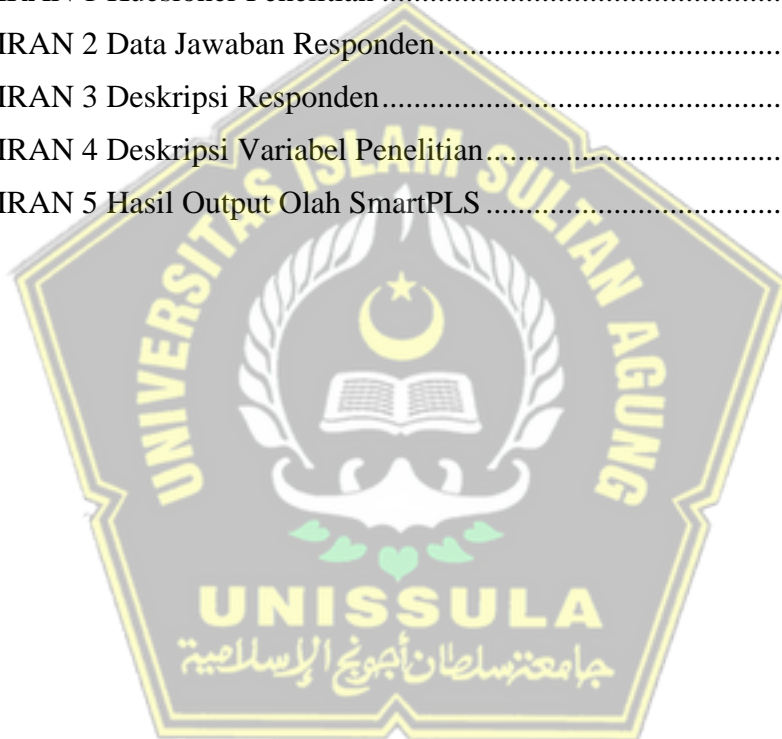 IRAN 2 Data Jawaban Responden
IRAN 3 Deskripsi Responden
IRAN 4 Deskripsi Variabel Penelitian
IRAN 5 Hasil Output Olah SmartPLS
UNIVERSITAS ISLAM SULTAN AGUNG
UNISSULA
جامعة سلطان أجونج الإسلامية